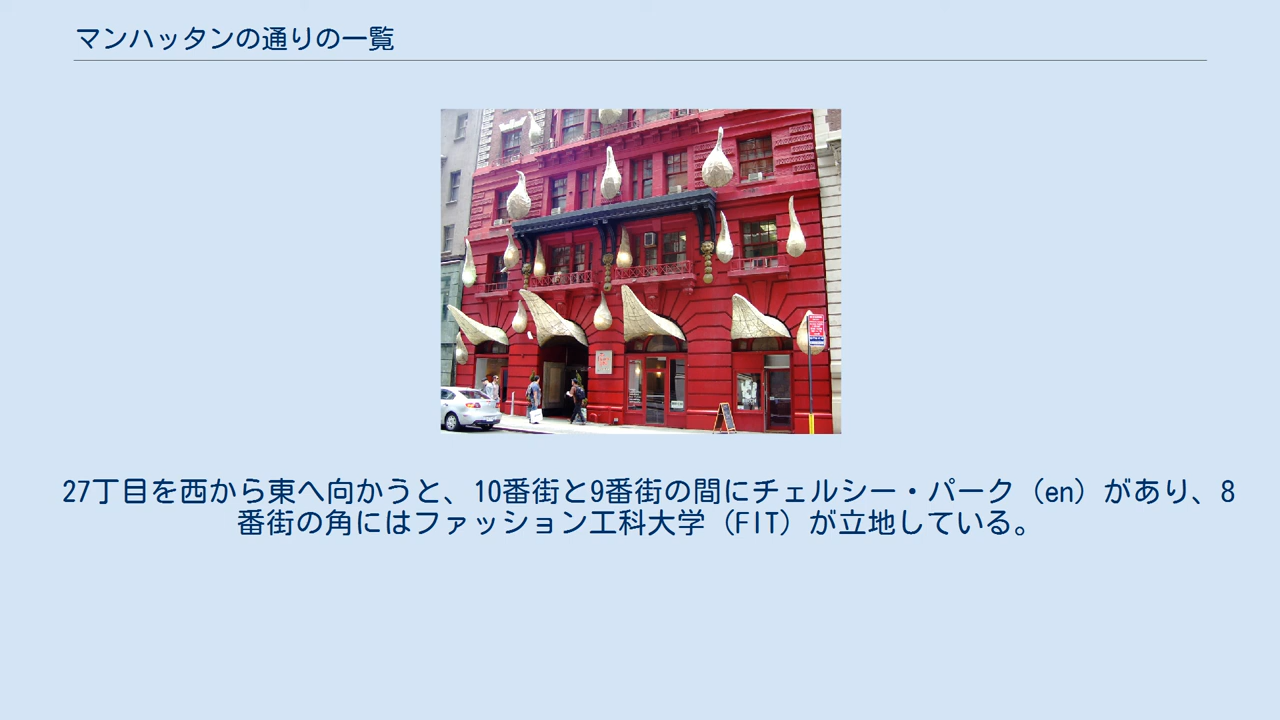 マンハッタンの通りの一覧
27丁目を西から東へ向かうと、10番街と9番街の間にチェルシー・パーク（en）があり、8
番街の角にはファッション工科大学（FIT）が立地している。